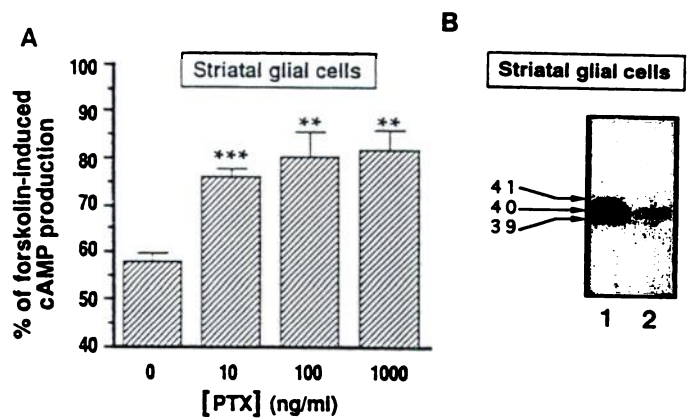 A
Striatal glial cells
% of forskolin-induced
cAMP production
100
90
80
70
60
50
40
***
**
**
0
10
100
1000
[PTX] (ng/ml)
B
Striatal glial cells
41
40
39
1
2